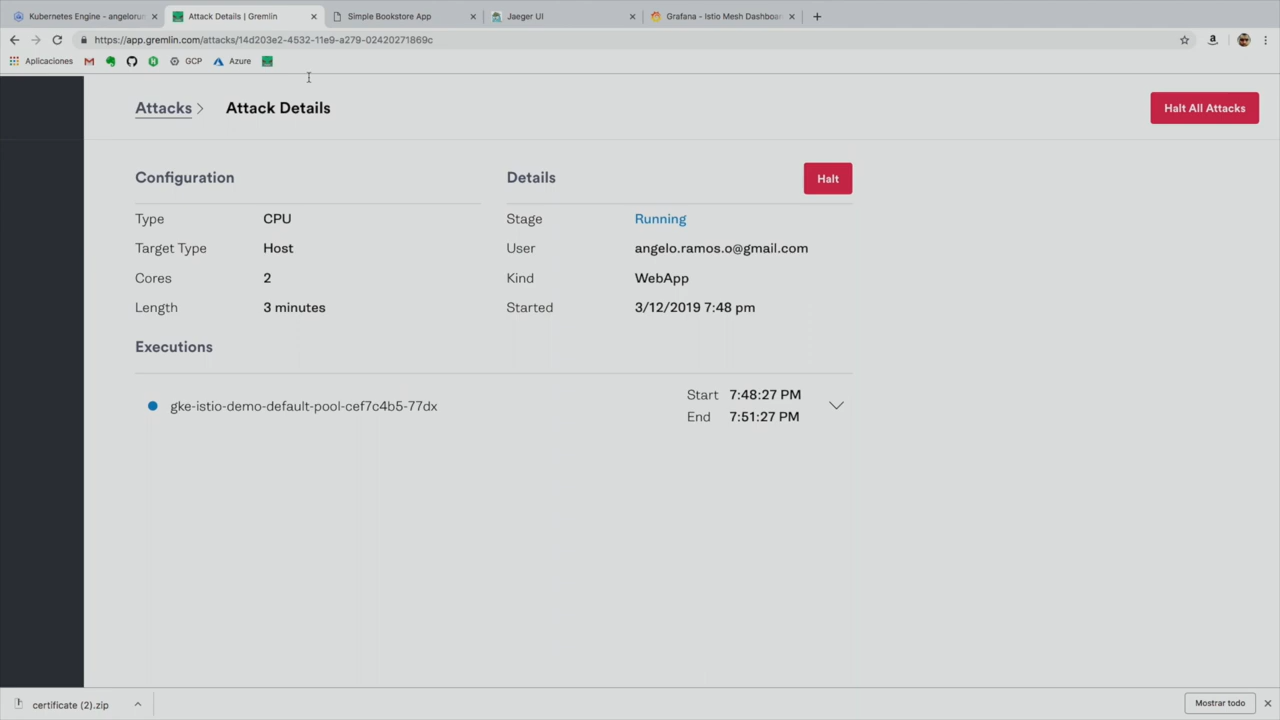 Kubernetes Engine - angelorun
Attack Details | Gremlin
Simple Bookstore App
Jaeger UI
Grafana - Istio Mesh Dashboar
https://app.gremlin.com/attacks/14d203e2-4532-11e9-a279-02420271869c
Aplicaciones
GCP
Azure
Attacks
Attack Details
Halt All Attacks
Configuration
Details
Halt
Type CPU
Stage Running
Target Type Host
User angelo.ramos.o@gmail.com
Cores 2
Kind WebApp
Length 3 minutes
Started 3/12/2019 7:48 pm
Executions
gke-istio-demo-default-pool-cef7c4b5-77dx
Start 7:48:27 PM
End 7:51:27 PM
certificate (2).zip
Mostrar todo